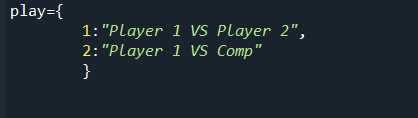 play={
1:"Player 1 VS Player 2",
2:"Player 1 VS Comp"
}